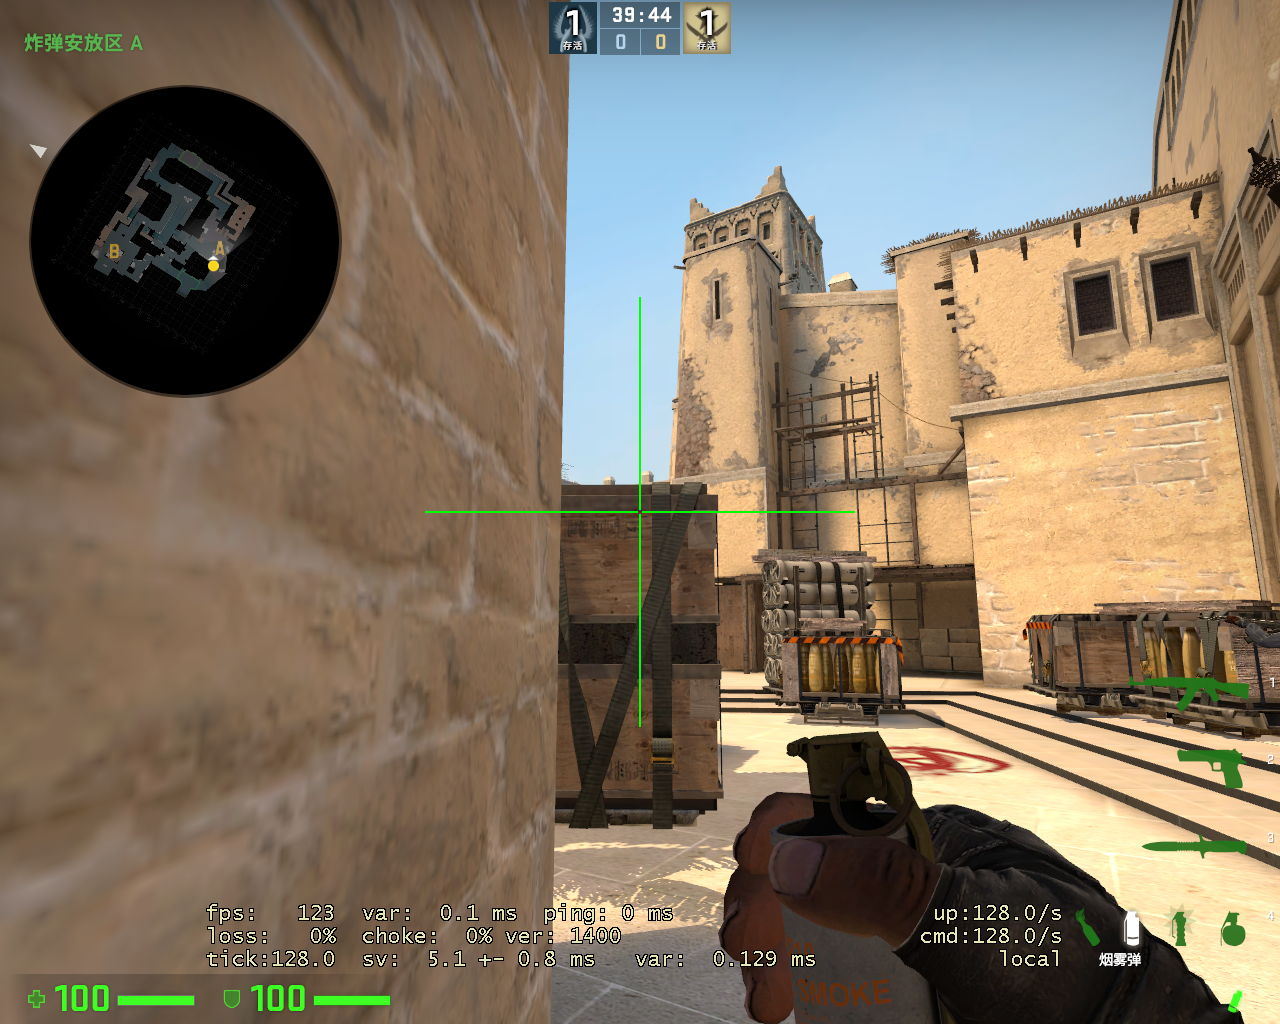 炸弹安放区 A
1
存活
39:44
0
0
1
存活
B
A
1
2
3
4
fps: 123 var: 0.1 ms ping: 0 ms
loss: 0% choke: 0% ver: 1400
tick:128.0 sv: 5.1 +- 0.8 ms var: 0.129 ms
up:128.0/s
cmd:128.0/s
local
烟雾弹
SMOKE
100
100